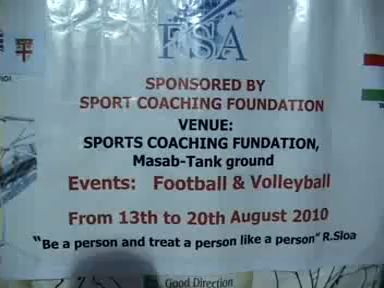 FSA
SPONSORED BY
SPORT COACHING FOUNDATION
VENUE:
SPORTS COACHING FUNDATION,
Masab-Tank ground
Events: Football & Volleyball
From 13th to 20th August 2010
"Be a person and treat a person like a person" R.Sloa
Good Direction